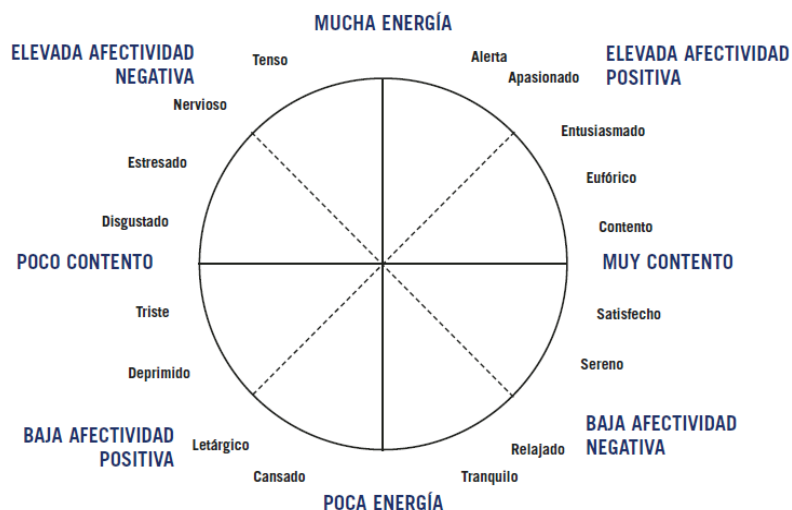 MUCHA ENERGÍA
ELEVADA AFECTIVIDAD
NEGATIVA
Tenso
Alerta
ELEVADA AFECTIVIDAD
POSITIVA
Apasionado
Nervioso
Entusiasmado
Estresado
Eufórico
Disgustado
Contento
POCO CONTENTO
MUY CONTENTO
Triste
Satisfecho
Deprimido
Sereno
BAJA AFECTIVIDAD
POSITIVA
Letárgico
Relajado
BAJA AFECTIVIDAD
NEGATIVA
Cansado
Tranquilo
POCA ENERGÍA